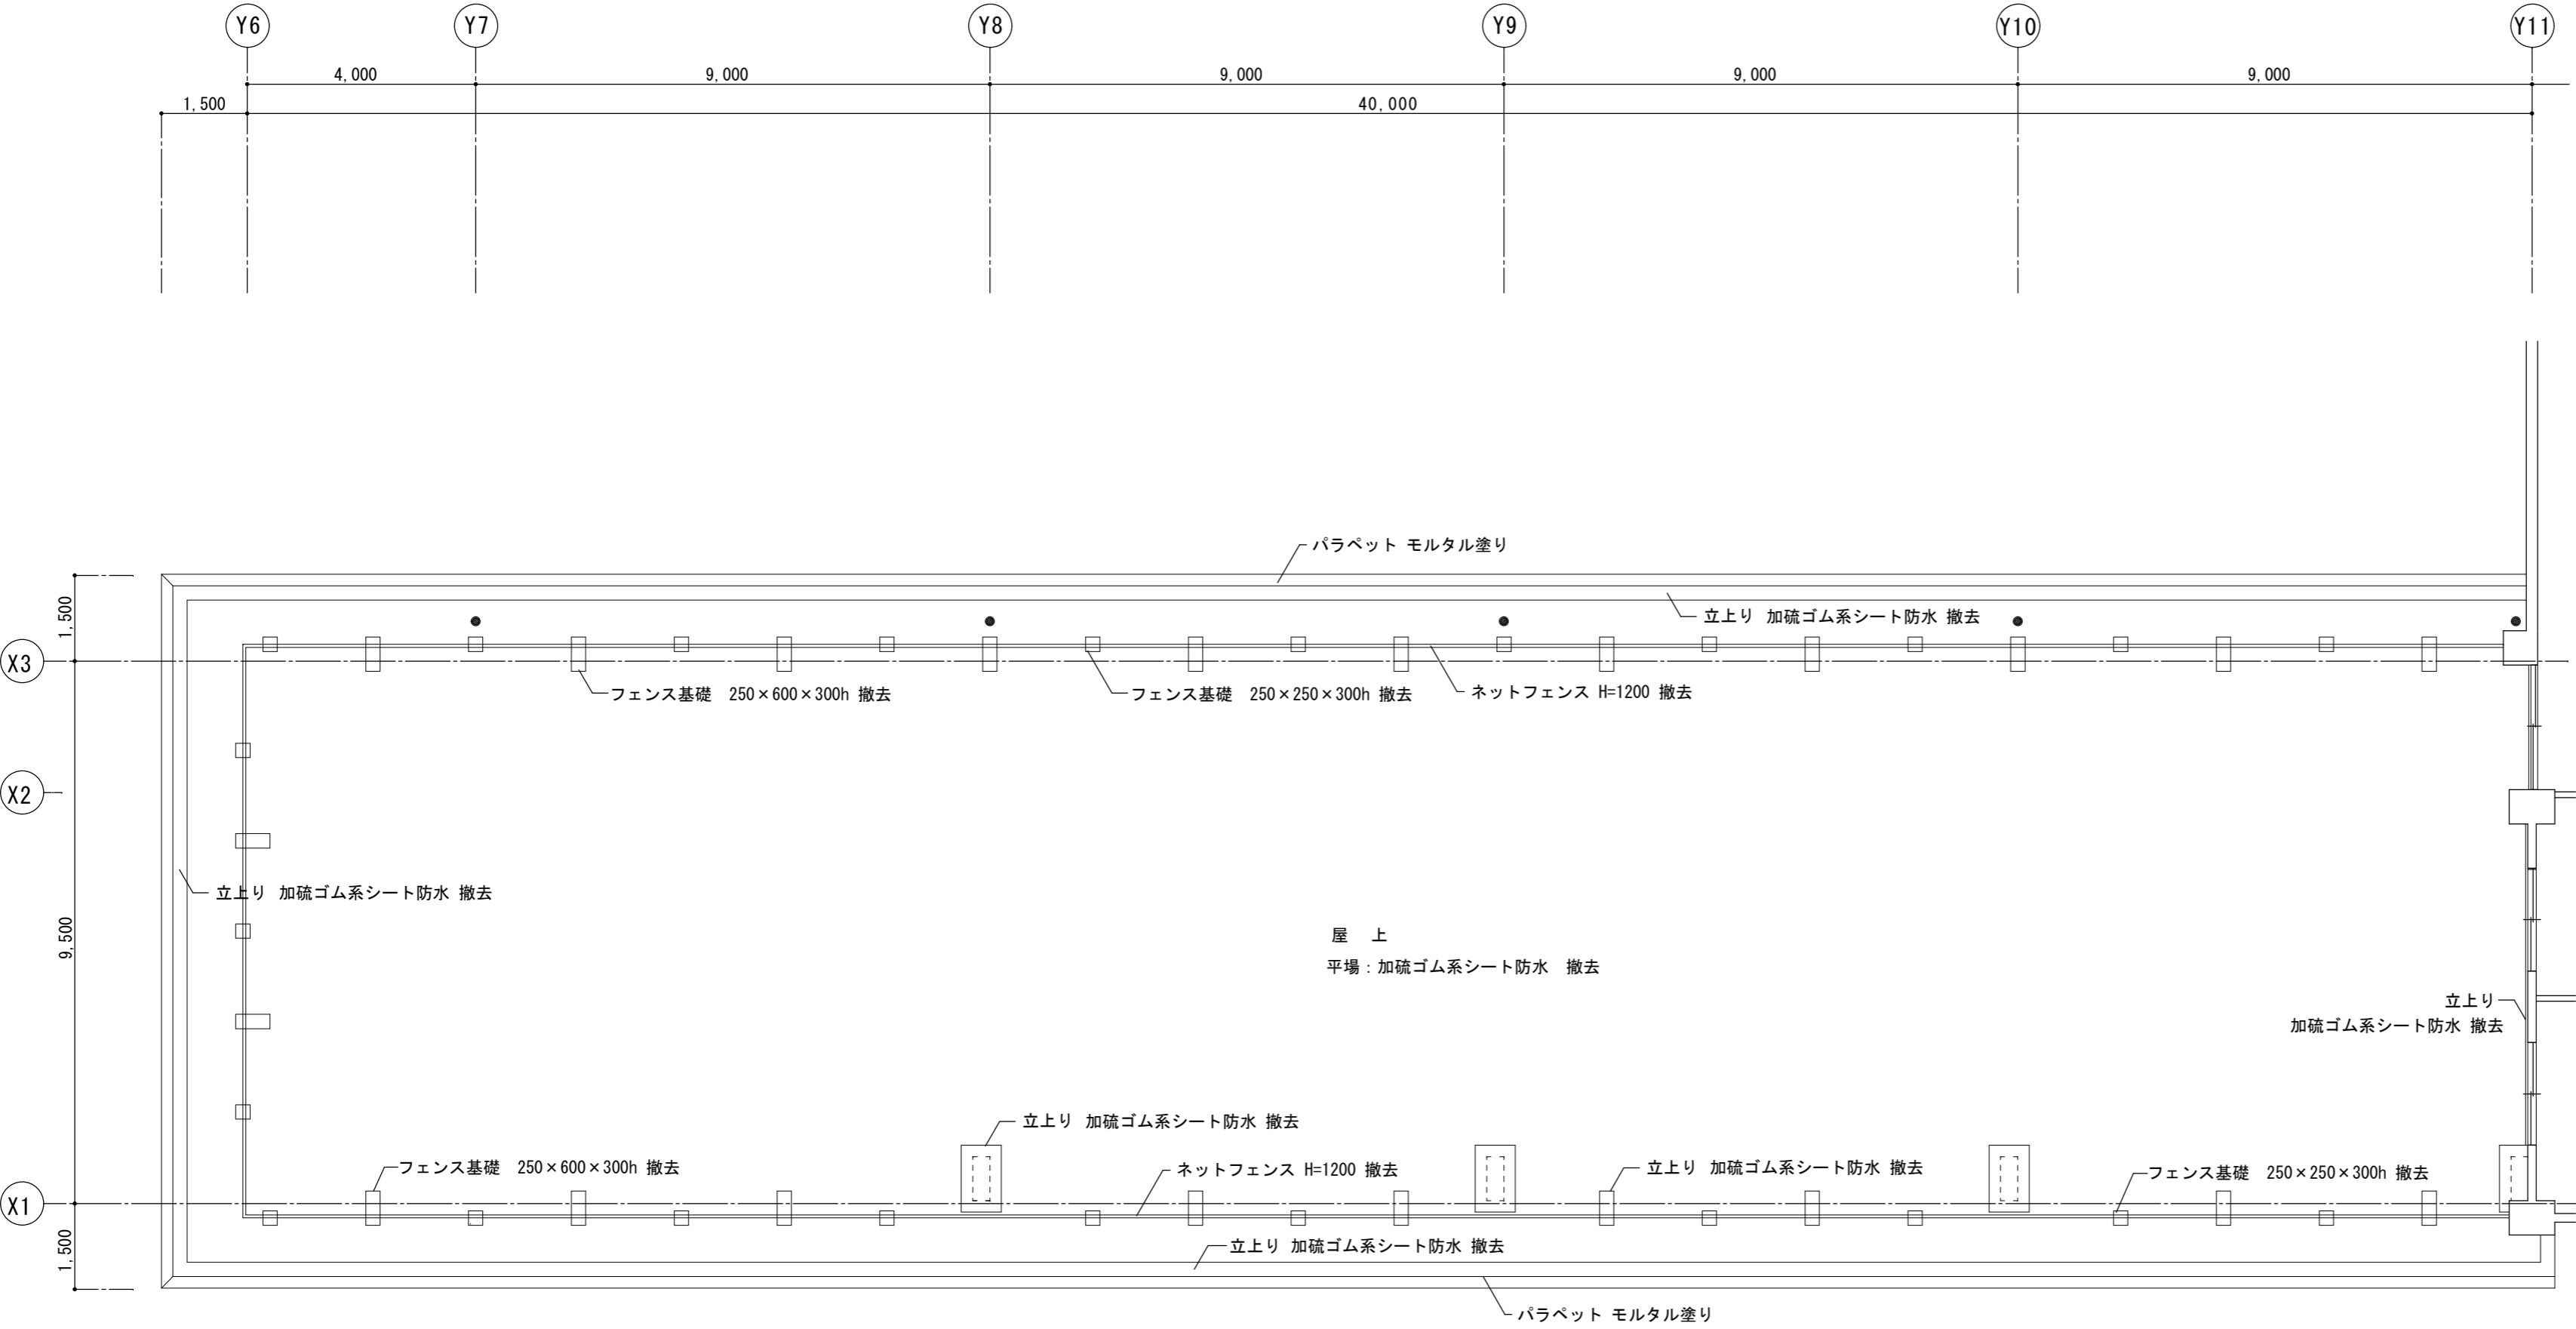 Y6 Y7 Y8 Y9 Y10 Y11
4,000 9,000 9,000 9,000 9,000
1,500 40,000
パラペット モルタル塗り
1,500
立上り 加硫ゴム系シート防水 撤去
X3
フェンス基礎 250×600×300h 撤去
フェンス基礎 250×250×300h 撤去
ネットフェンス H=1200 撤去
X2
立上り 加硫ゴム系シート防水 撤去
9,500
屋 上
平場：加硫ゴム系シート防水 撤去
立上り
加硫ゴム系シート防水 撤去
立上り 加硫ゴム系シート防水 撤去
フェンス基礎 250×600×300h 撤去
ネットフェンス H=1200 撤去
立上り 加硫ゴム系シート防水 撤去
フェンス基礎 250×250×300h 撤去
X1
1,500
立上り 加硫ゴム系シート防水 撤去
パラペット モルタル塗り